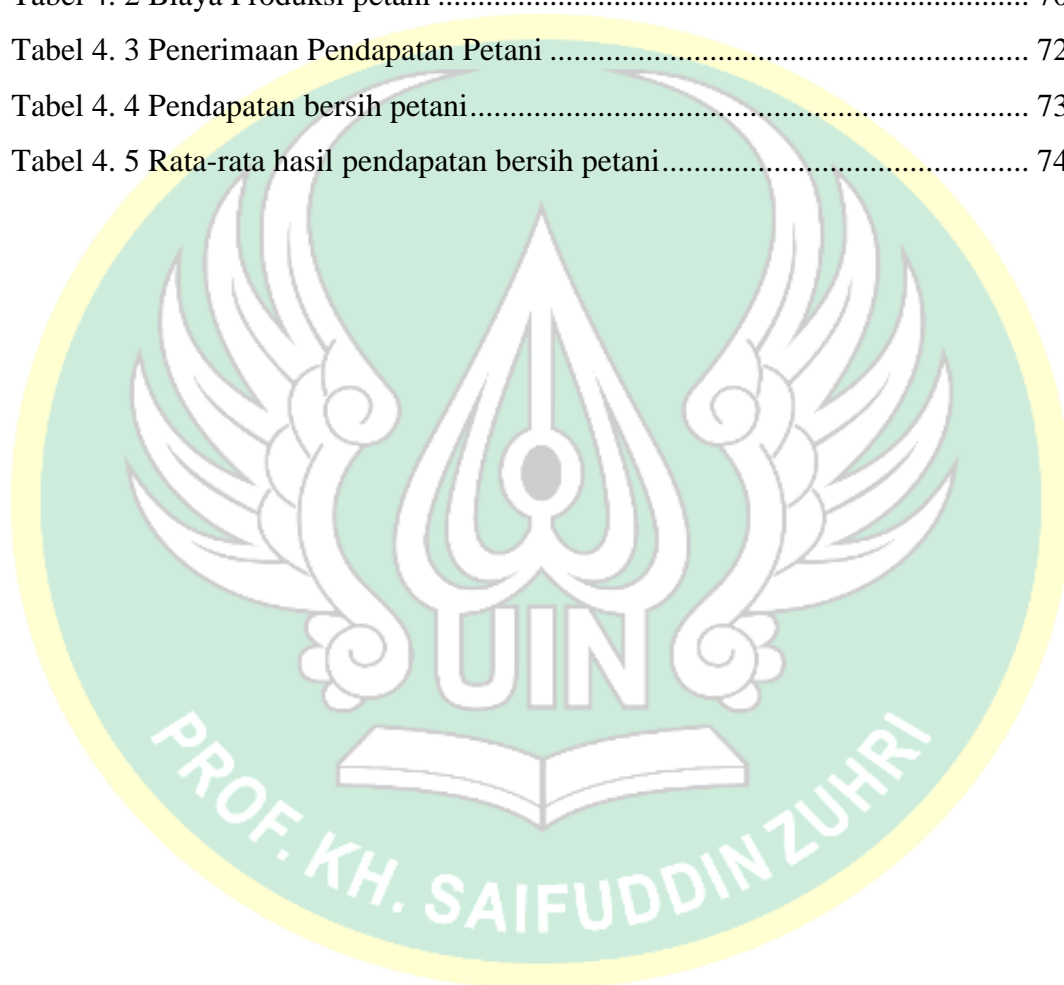 Tabel 4. 2 Biaya Produksi petani ........................................................................... 70
Tabel 4. 3 Penerimaan Pendapatan Petani ............................................................. 72
Tabel 4. 4 Pendapatan bersih petani....................................................................... 73
Tabel 4. 5 Rata-rata hasil pendapatan bersih petani............................................... 74
UIN
PROF. KH. SAIFUDDIN ZUHRI